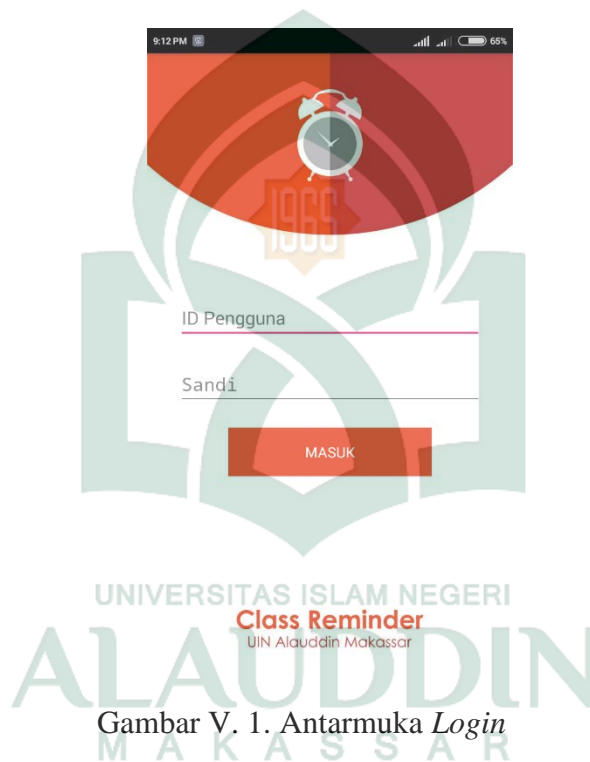 9:12 PM 65%
1965
ID Pengguna
Sandi
MASUK
UNIVERSITAS ISLAM NEGERI
Class Reminder
UIN Alauddin Makassar
ALAUDDIN
Gambar V. 1. Antarmuka Login
MAKASSAR